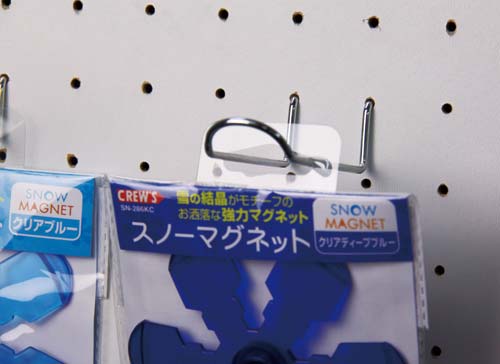 SNOW
MAGNET
クリアブルー
CREW'S
SN-286KC
雪の結晶がモチーフの
お洒落な強力マグネット
スノーマグネット
SNOW
MAGNET
クリアディープブルー